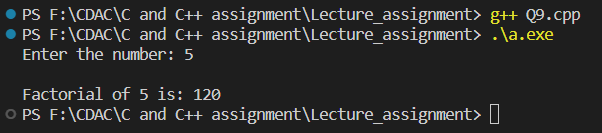 PS F:\CDAC\C and C++ assignment\Lecture_assignment> g++ Q9.cpp
PS F:\CDAC\C and C++ assignment\Lecture_assignment> .\a.exe
Enter the number: 5
Factorial of 5 is: 120
PS F:\CDAC\C and C++ assignment\Lecture_assignment>